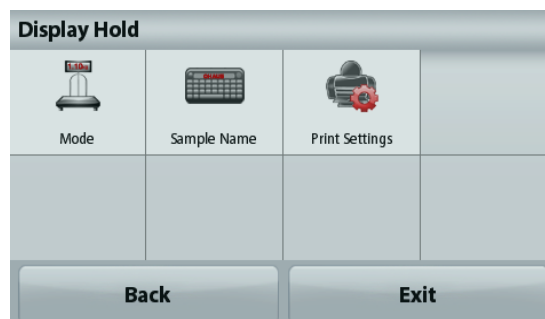 Display Hold
Mode
Sample Name
Print Settings
Back
Exit